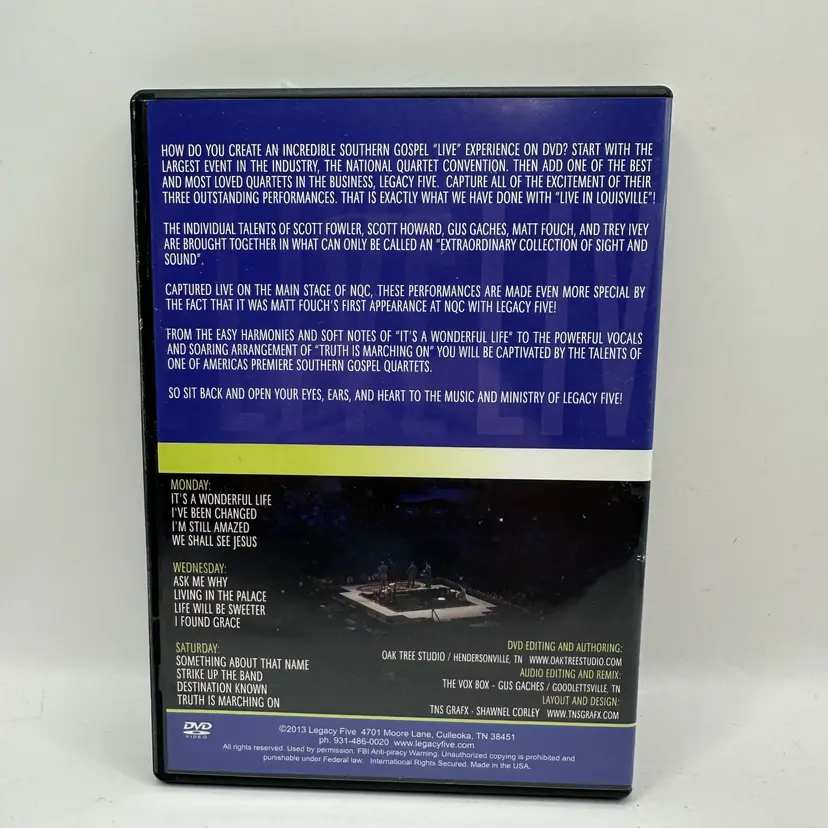 HOW DO YOU CREATE AN INCREDIBLE SOUTHERN GOSPEL "LIVE" EXPERIENCE ON DVD? START WITH THE
LARGEST EVENT IN THE INDUSTRY, THE NATIONAL QUARTET CONVENTION. THEN ADD ONE OF THE BEST
AND MOST LOVED QUARTETS IN THE BUSINESS, LEGACY FIVE. CAPTURE ALL OF THE EXCITEMENT OF THEIR
THREE OUTSTANDING PERFORMANCES. THAT IS EXACTLY WHAT WE HAVE DONE WITH "LIVE IN LOUISVILLE"!
THE INDIVIDUAL TALENTS OF SCOTT FOWLER, SCOTT HOWARD, GUS GACHES, MATT FOUCH, AND TREY IVEY
ARE BROUGHT TOGETHER IN WHAT CAN ONLY BE CALLED AN "EXTRAORDINARY COLLECTION OF SIGHT AND
SOUND".
CAPTURED LIVE ON THE MAIN STAGE OF NQC, THESE PERFORMANCES ARE MADE EVEN MORE SPECIAL BY
THE FACT THAT IT WAS MATT FOUCH'S FIRST APPEARANCE AT NQC WITH LEGACY FIVE!
FROM THE EASY HARMONIES AND SOFT NOTES OF "IT'S A WONDERFUL LIFE" TO THE POWERFUL VOCALS
AND SOARING ARRANGEMENT OF "TRUTH IS MARCHING ON" YOU WILL BE CAPTIVATED BY THE TALENTS OF
ONE OF AMERICAS PREMIERE SOUTHERN GOSPEL QUARTETS.
SO SIT BACK AND OPEN YOUR EYES, EARS, AND HEART TO THE MUSIC AND MINISTRY OF LEGACY FIVE!
MONDAY:
IT'S A WONDERFUL LIFE
I'VE BEEN CHANGED
I'M STILL AMAZED
WE SHALL SEE JESUS
WEDNESDAY:
ASK ME WHY
LIVING IN THE PALACE
LIFE WILL BE SWEETER
I FOUND GRACE
SATURDAY:
SOMETHING ABOUT THAT NAME
STRIKE UP THE BAND
DESTINATION KNOWN
TRUTH IS MARCHING ON
DVD EDITING AND AUTHORING:
OAK TREE STUDIO / HENDERSONVILLE, TN WWW.OAKTREESTUDIO.COM
AUDIO EDITING AND REMIX:
THE VOX BOX - GUS GACHES / GOODLETTSVILLE, TN
LAYOUT AND DESIGN:
TNS GRAFX - SHAWNEL CORLEY WWW.TNSGRAFX.COM
DVD
VIDEO
©2013 Legacy Five 4701 Moore Lane, Culleoka, TN 38451
ph. 931-486-0020 www.legacyfive.com
All rights reserved. Used by permission. FBI Anti-piracy Warning: Unauthorized copying is prohibited and
punishable under Federal law. International Rights Secured. Made in the USA.